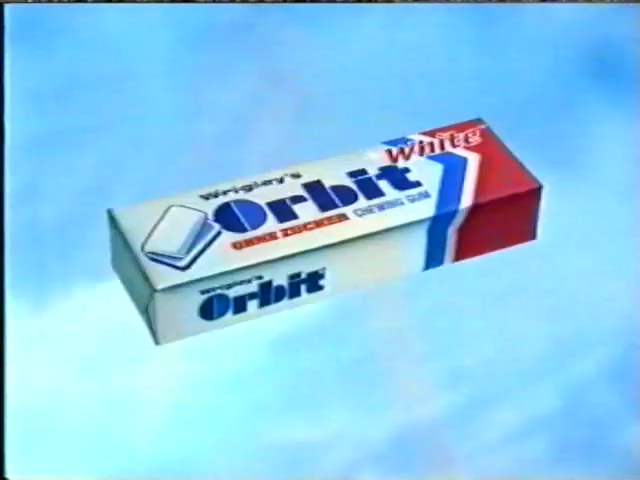 Wrigley's
Orbit
White
OHNE ZUCKER CHEWING GUM
Wrigley's
Orbit